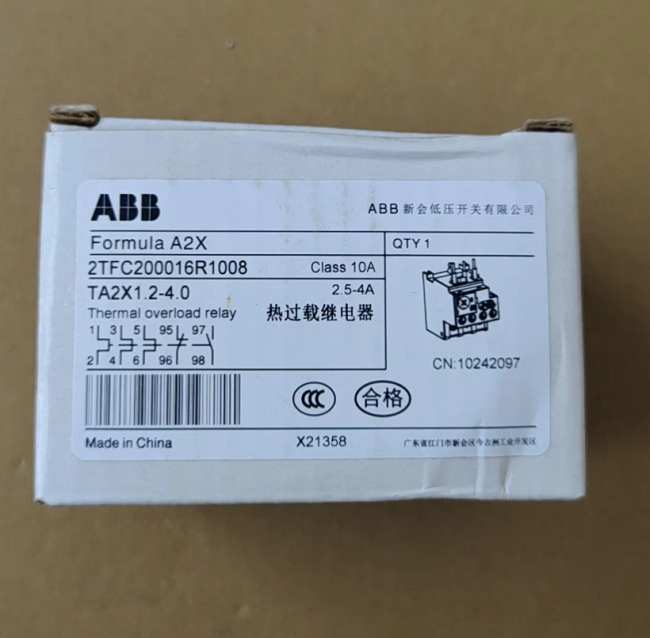 ABB
ABB 新会低压开关有限公司
Formula A2X
QTY 1
2TFC200016R1008 Class 10A
TA2X1.2-4.0 2.5-4A
Thermal overload relay 热过载继电器
1 3 5 95 97
2 4 6 96 98
CN:10242097
CCC
合格
Made in China
X21358
广东省江门市新会区今古洲工业开发区